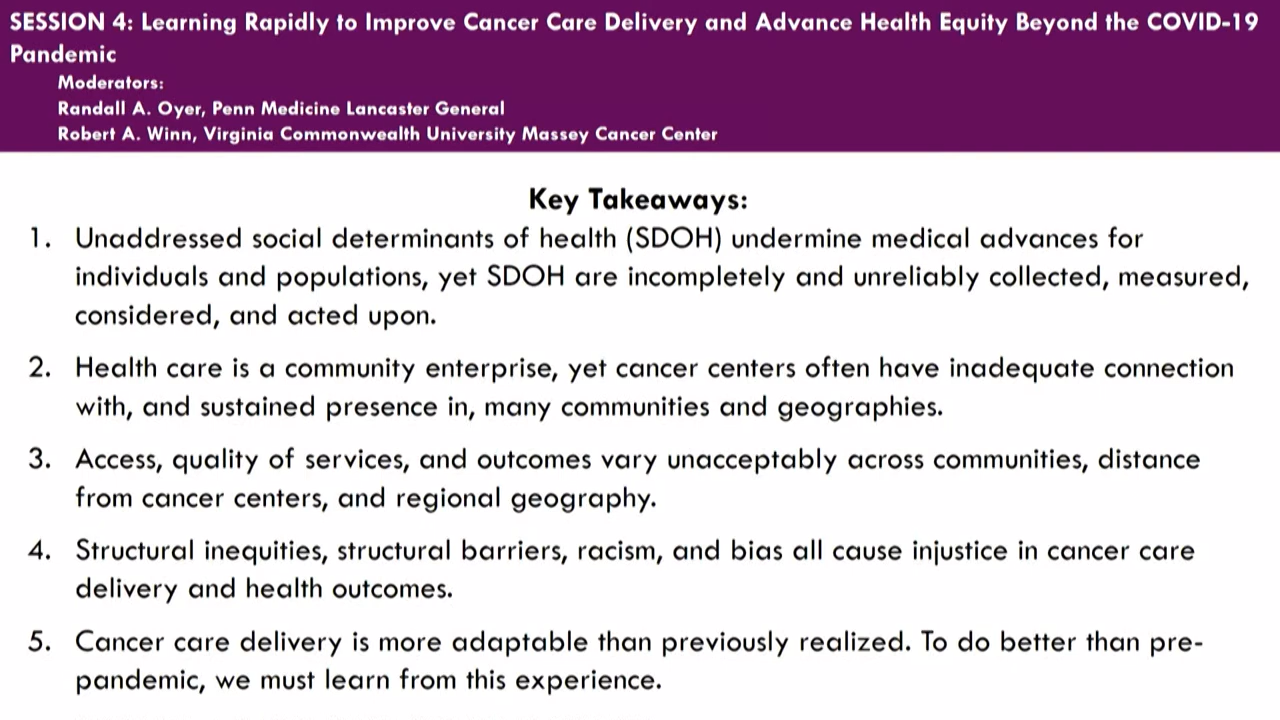 SESSION 4: Learning Rapidly to Improve Cancer Care Delivery and Advance Health Equity Beyond the COVID-19
Pandemic
Moderators:
Randall A. Oyer, Penn Medicine Lancaster General
Robert A. Winn, Virginia Commonwealth University Massey Cancer Center
Key Takeaways:
1. Unaddressed social determinants of health (SDOH) undermine medical advances for
individuals and populations, yet SDOH are incompletely and unreliably collected, measured,
considered, and acted upon.
2. Health care is a community enterprise, yet cancer centers often have inadequate connection
with, and sustained presence in, many communities and geographies.
3. Access, quality of services, and outcomes vary unacceptably across communities, distance
from cancer centers, and regional geography.
4. Structural inequities, structural barriers, racism, and bias all cause injustice in cancer care
delivery and health outcomes.
5. Cancer care delivery is more adaptable than previously realized. To do better than pre-
pandemic, we must learn from this experience.